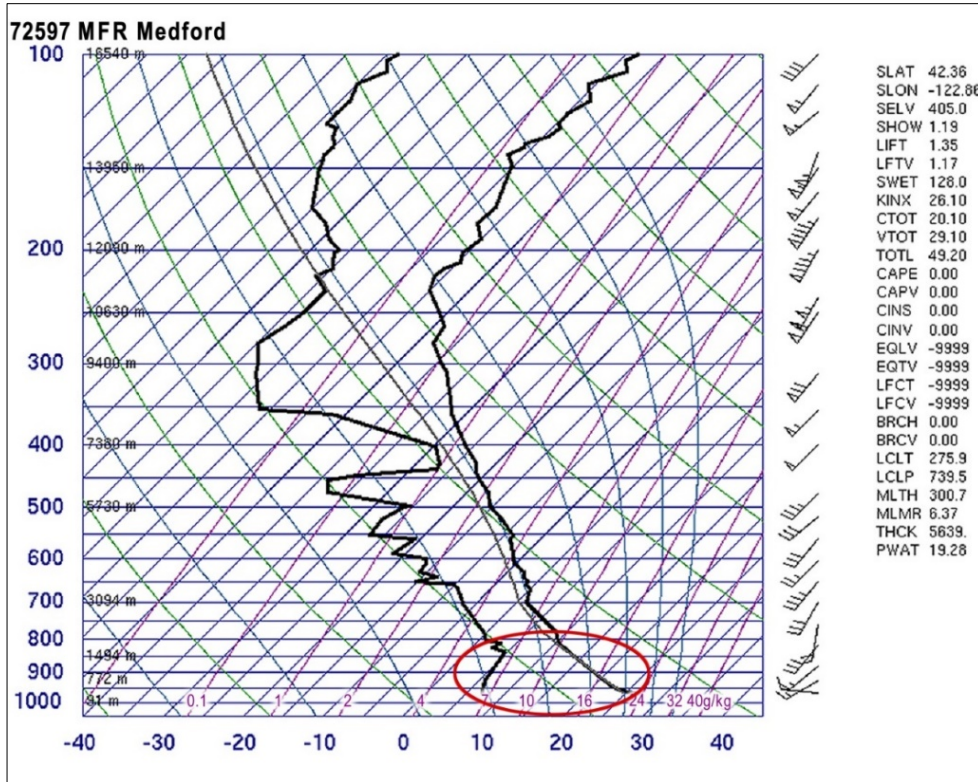 72597 MFR Medford
100
16540 m
13950 m
200
12090 m
10630 m
300
9400 m
400
7380 m
500
5730 m
600
700
3094 m
800
1494 m
900
772 m
1000
91 m
0.1 1 2 4 7 10 16 24 32 40g/kg
-40 -30 -20 -10 0 10 20 30 40
SLAT 42.36
SLON -122.86
SELV 405.0
SHOW 1.19
LIFT 1.35
LFTV 1.17
SWET 128.0
KINX 26.10
CTOT 20.10
VTOT 29.10
TOTL 49.20
CAPE 0.00
CAPV 0.00
CINS 0.00
CINV 0.00
EQLV -9999
EQTV -9999
LFCT -9999
LFCV -9999
BRCH 0.00
BRCV 0.00
LCLT 275.9
LCLP 739.5
MLTH 300.7
MLMR 6.37
THCK 5639.
PWAT 19.28